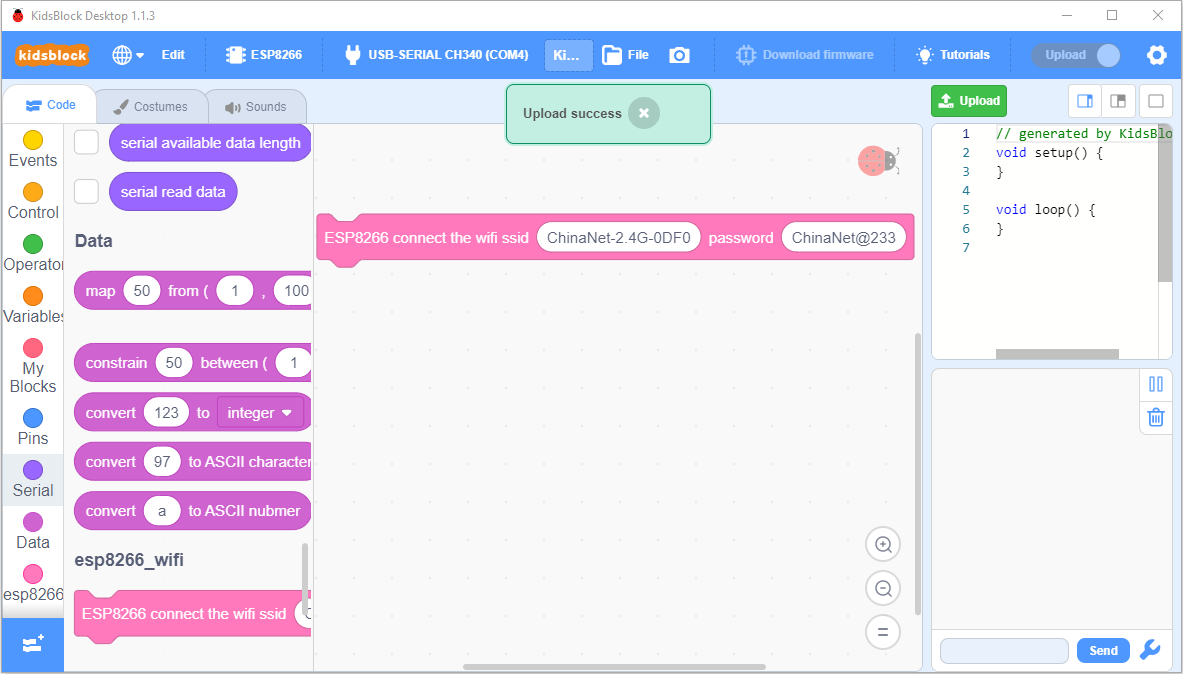 KidsBlock Desktop 1.1.3
kidsblock
Edit
ESP8266
USB-SERIAL CH340 (COM4)
Ki...
File
Download firmware
Tutorials
Upload
Code
Costumes
Sounds
Upload success
Upload
Events
Control
Operator
Variables
My
Blocks
Pins
Serial
Data
esp8266
serial available data length
serial read data
Data
map 50 from ( 1 , 100
constrain 50 between ( 1
convert 123 to integer
convert 97 to ASCII character
convert a to ASCII nubmer
esp8266_wifi
ESP8266 connect the wifi ssid
ESP8266 connect the wifi ssid ChinaNet-2.4G-0DF0 password ChinaNet@233
1 // generated by KidsBlo
2 void setup() {
3 }
4
5 void loop() {
6 }
7
Send